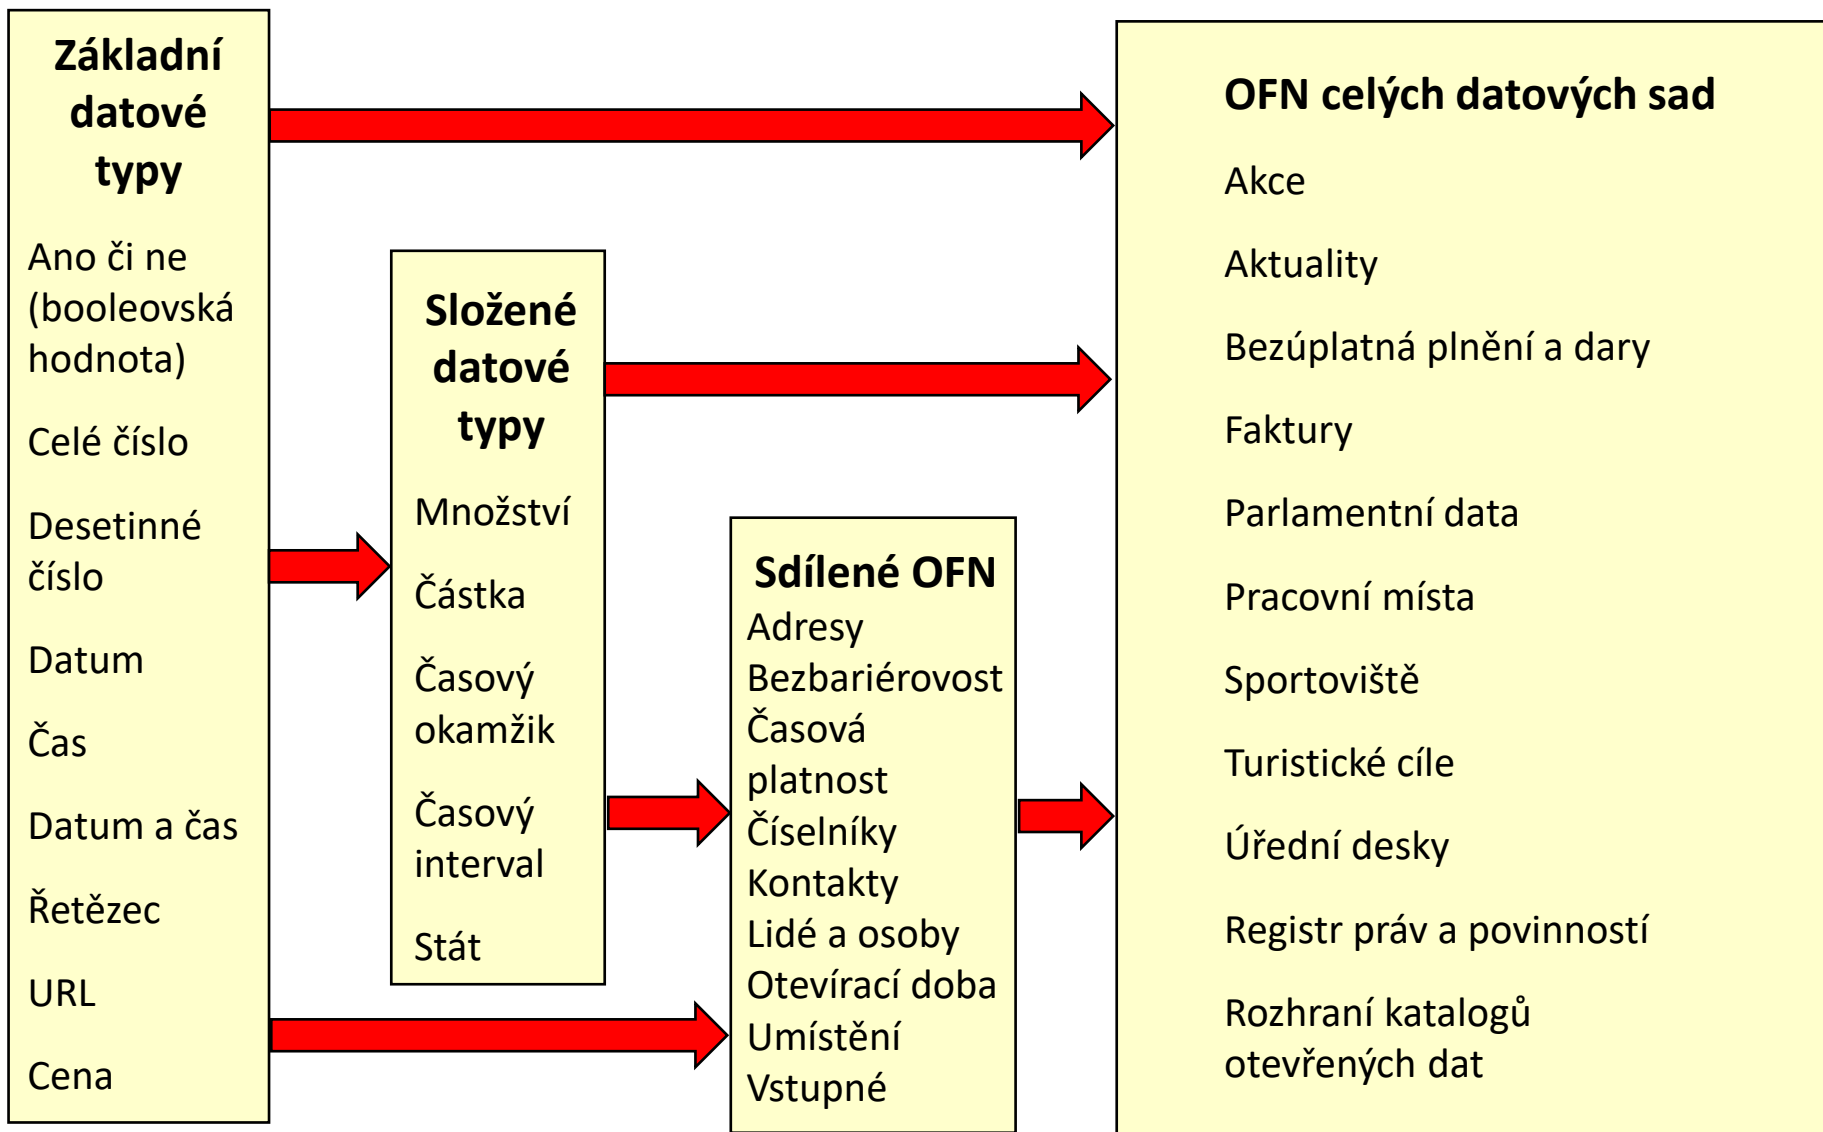 Základní
datové
typy
Ano či ne
(booleovská
hodnota)
Celé číslo
Desetinné
číslo
Datum
Čas
Datum a čas
Řetězec
URL
Cena
Složené
datové
typy
Množství
Částka
Časový
okamžik
Časový
interval
Stát
Sdílené OFN
Adresy
Bezbariérovost
Časová
platnost
Číselníky
Kontakty
Lidé a osoby
Otevírací doba
Umístění
Vstupné
OFN celých datových sad
Akce
Aktuality
Bezúplatná plnění a dary
Faktury
Parlamentní data
Pracovní místa
Sportoviště
Turistické cíle
Úřední desky
Registr práv a povinností
Rozhraní katalogů
otevřených dat